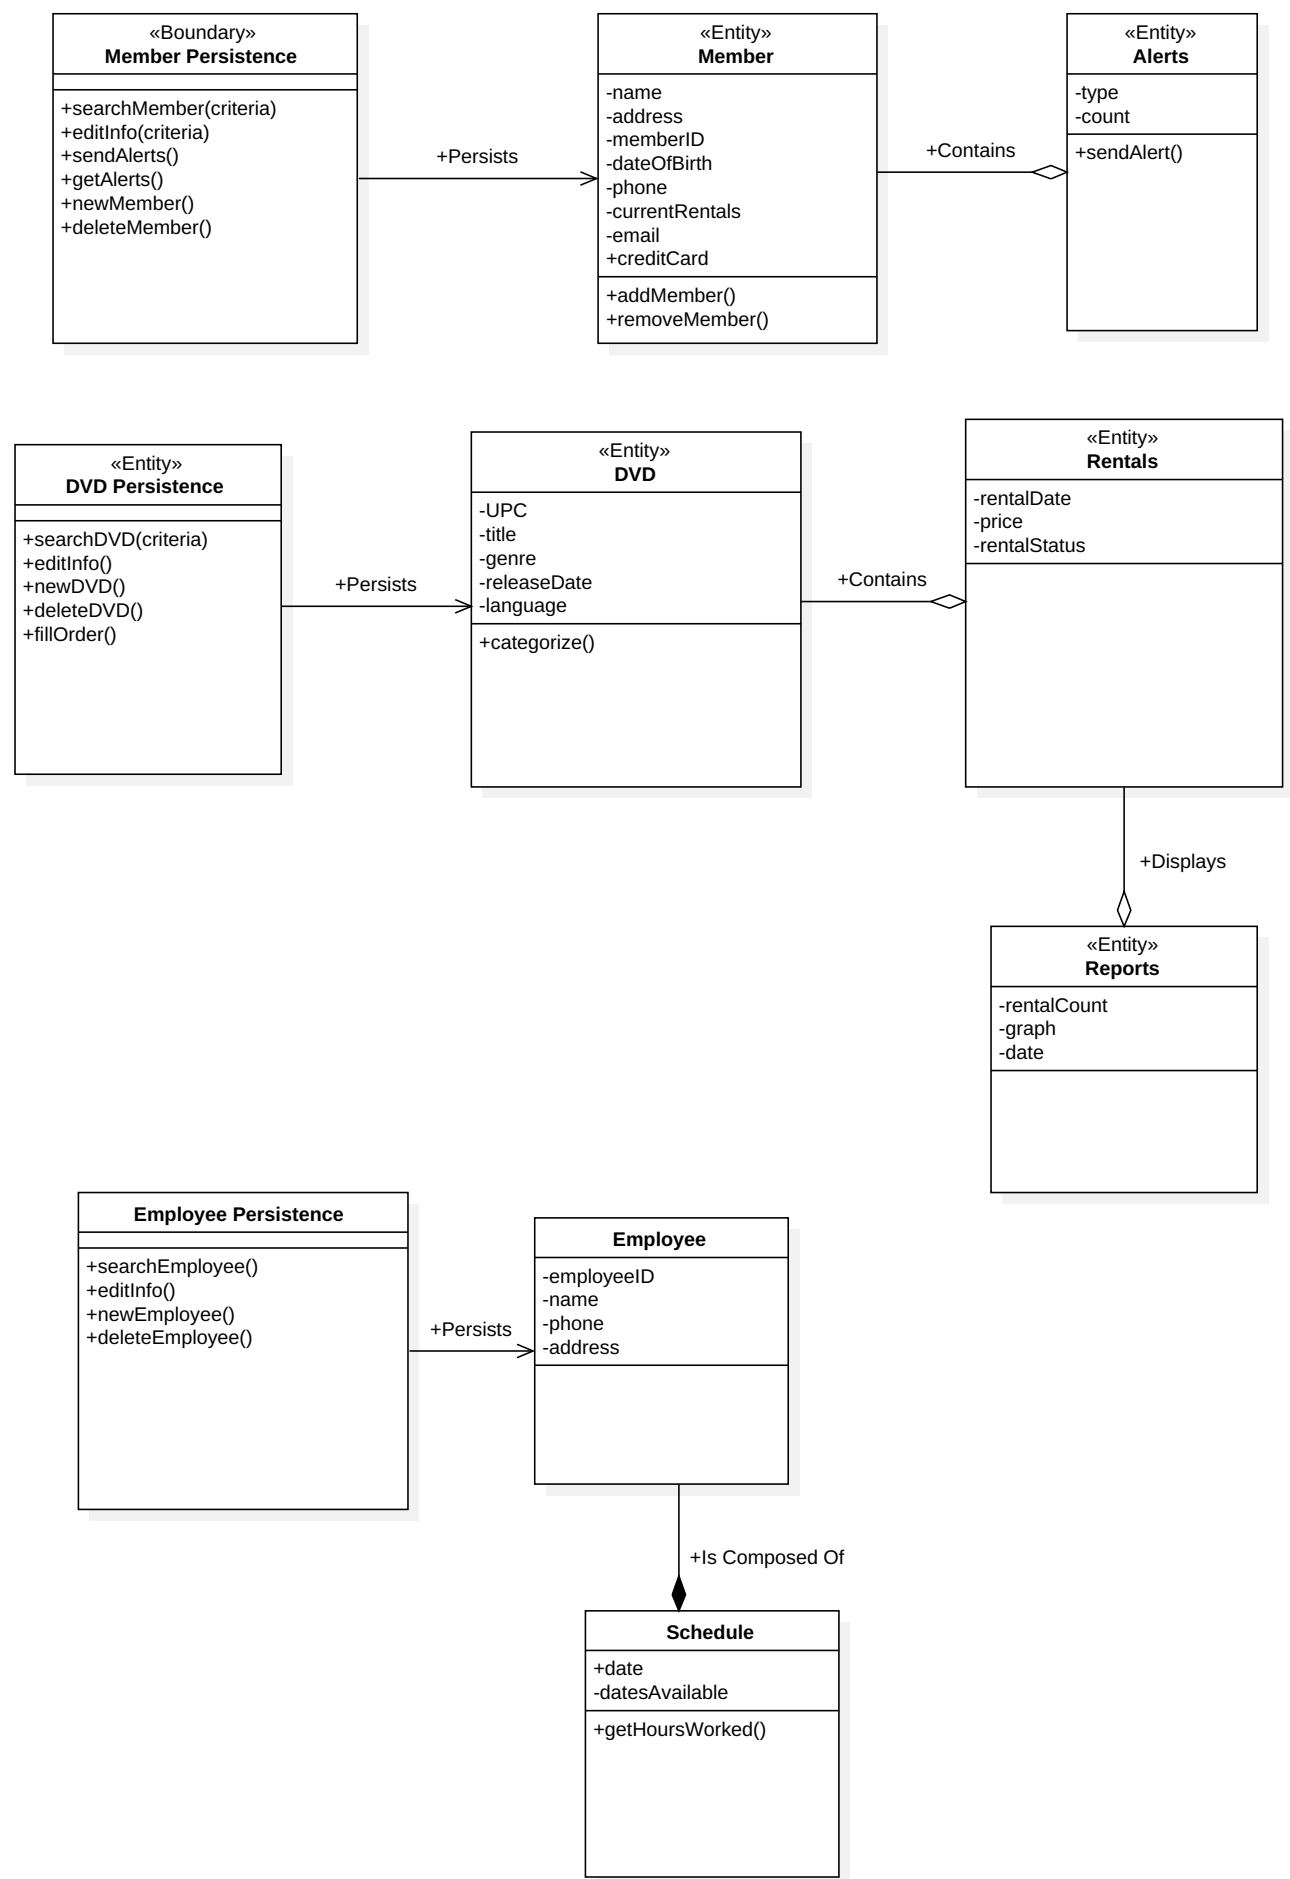 «Boundary»
Member Persistence
+searchMember(criteria)
+editInfo(criteria)
+sendAlerts()
+getAlerts()
+newMember()
+deleteMember()
+Persists
«Entity»
Member
-name
-address
-memberID
-dateOfBirth
-phone
-currentRentals
-email
+creditCard
+addMember()
+removeMember()
+Contains
«Entity»
Alerts
-type
-count
+sendAlert()
«Entity»
DVD Persistence
+searchDVD(criteria)
+editInfo()
+newDVD()
+deleteDVD()
+fillOrder()
+Persists
«Entity»
DVD
-UPC
-title
-genre
-releaseDate
-language
+categorize()
+Contains
«Entity»
Rentals
-rentalDate
-price
-rentalStatus
+Displays
«Entity»
Reports
-rentalCount
-graph
-date
Employee Persistence
+searchEmployee()
+editInfo()
+newEmployee()
+deleteEmployee()
+Persists
Employee
-employeeID
-name
-phone
-address
+Is Composed Of
Schedule
+date
-datesAvailable
+getHoursWorked()